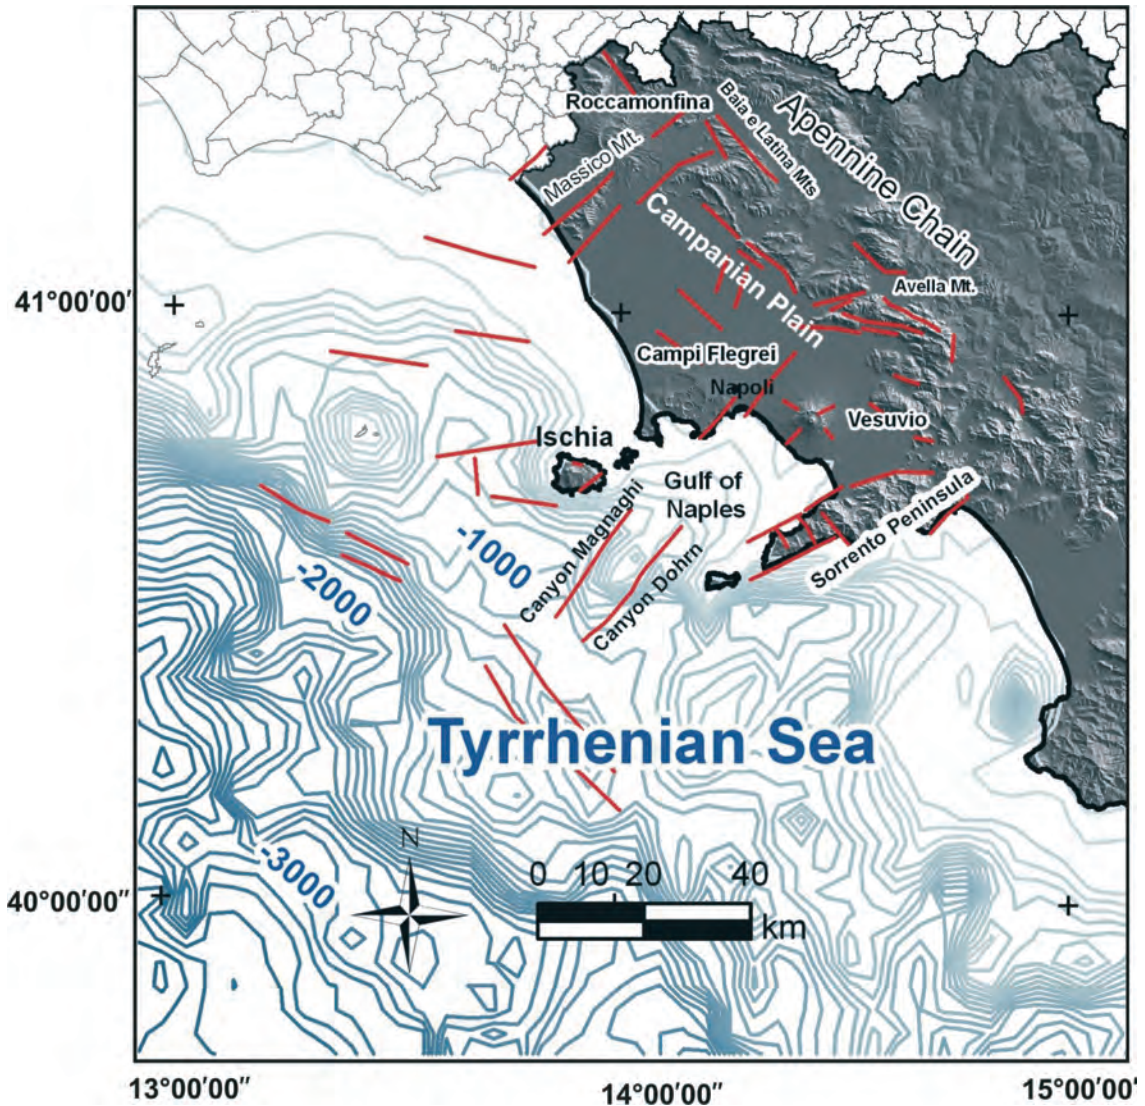 Roccamonfina
Baia e Latina Mts
Apennine Chain
Massico Mt.
Campanian Plain
Avella Mt.
41°00'00"
Campi Flegrei
Napoli
Vesuvio
Ischia
Gulf of
Naples
Sorrento Peninsula
Canyon Magnaghi
Canyon Dohrn
-1000
-2000
Tyrrhenian Sea
-3000
N
0 10 20 40
km
40°00'00"
13°00'00"
14°00'00"
15°00'00"